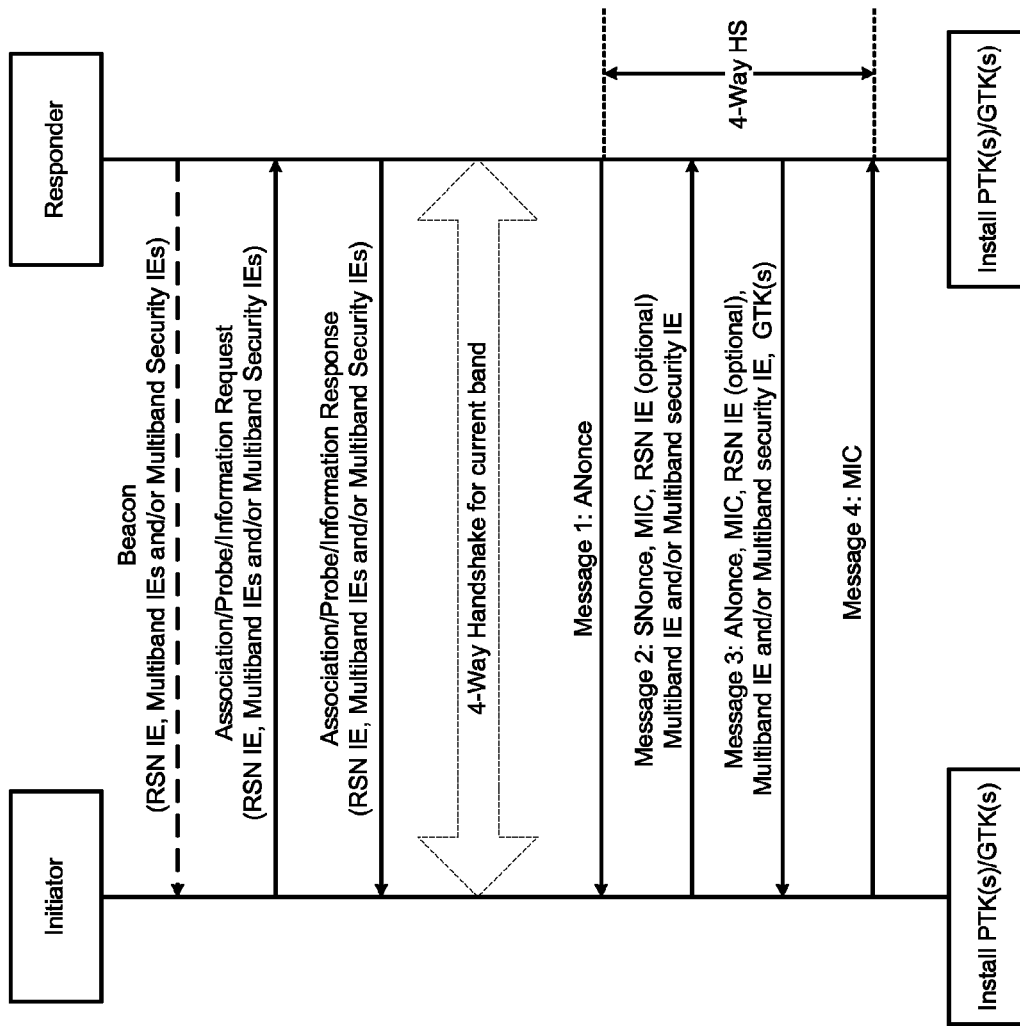 Initiator
Responder
Beacon
(RSN IE, Multiband IEs and/or Multiband Security IEs)
Association/Probe/Information Request
(RSN IE, Multiband IEs and/or Multiband Security IEs)
Association/Probe/Information Response
(RSN IE, Multiband IEs and/or Multiband Security IEs)
4-Way Handshake for current band
Message 1: ANonce
Message 2: SNonce, MIC, RSN IE (optional)
Multiband IE and/or Multiband security IE
Message 3: ANonce, MIC, RSN IE (optional),
Multiband IE and/or Multiband security IE, GTK(s)
Message 4: MIC
4-Way HS
Install PTK(s)/GTK(s)
Install PTK(s)/GTK(s)